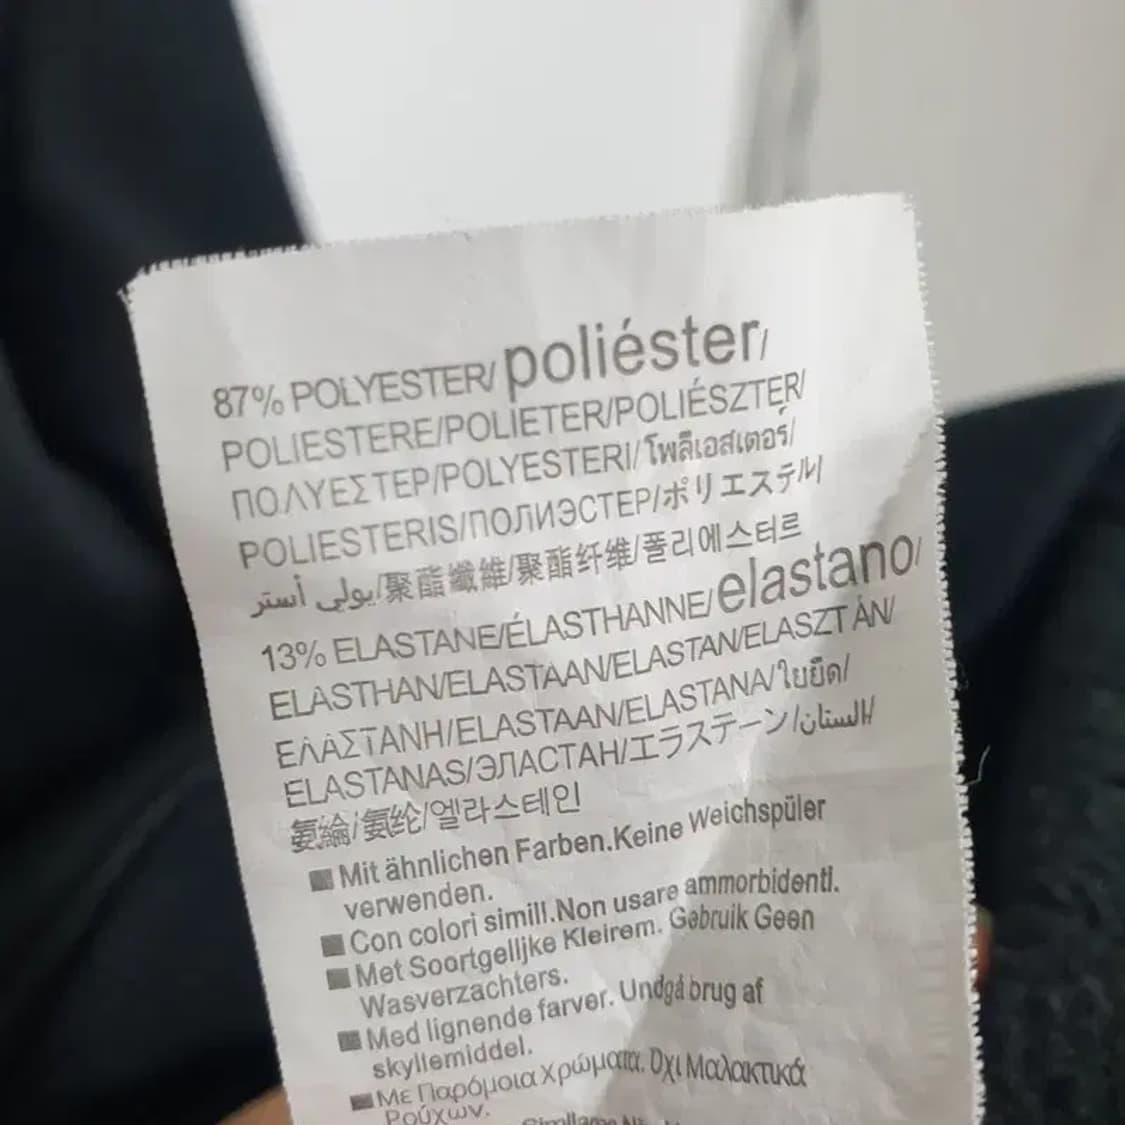 87% POLYESTER/poliéster/
POLIESTERE/POLIETER/POLIÉSZTER/
ΠΟΛΥΕΣΤΕΡ/POLYESTERI/โพลีเอสเตอร์/
POLIESTERIS/ПОЛИЭСТЕР/ポリエステル/
بولي أستر/聚酯纖維/聚酯纤维/폴리에스터르
13% ELASTANE/ÉLASTHANNE/elastano/
ELASTHAN/ELASTAAN/ELASTAN/ELASZTÁN/
ΕΛΑΣΤΑΝΗ/ELASTAAN/ELASTANA/ใยยืด/
ELASTANAS/ЭЛАСТАН/エラステーン/السنان/
氨綸/氨纶/엘라스테인
Mit ähnlichen Farben.Keine Weichspüler
verwenden.
Con colori simill.Non usare ammorbidentl.
Met Soortgelljke Kleirem. Gebruik Geen
Wasverzachters.
Med lignende farver. Undgå brug af
skyllemiddel.
Με Παρόμοια Χρώματα. Όχι Μαλακτικά
Ρούχων.